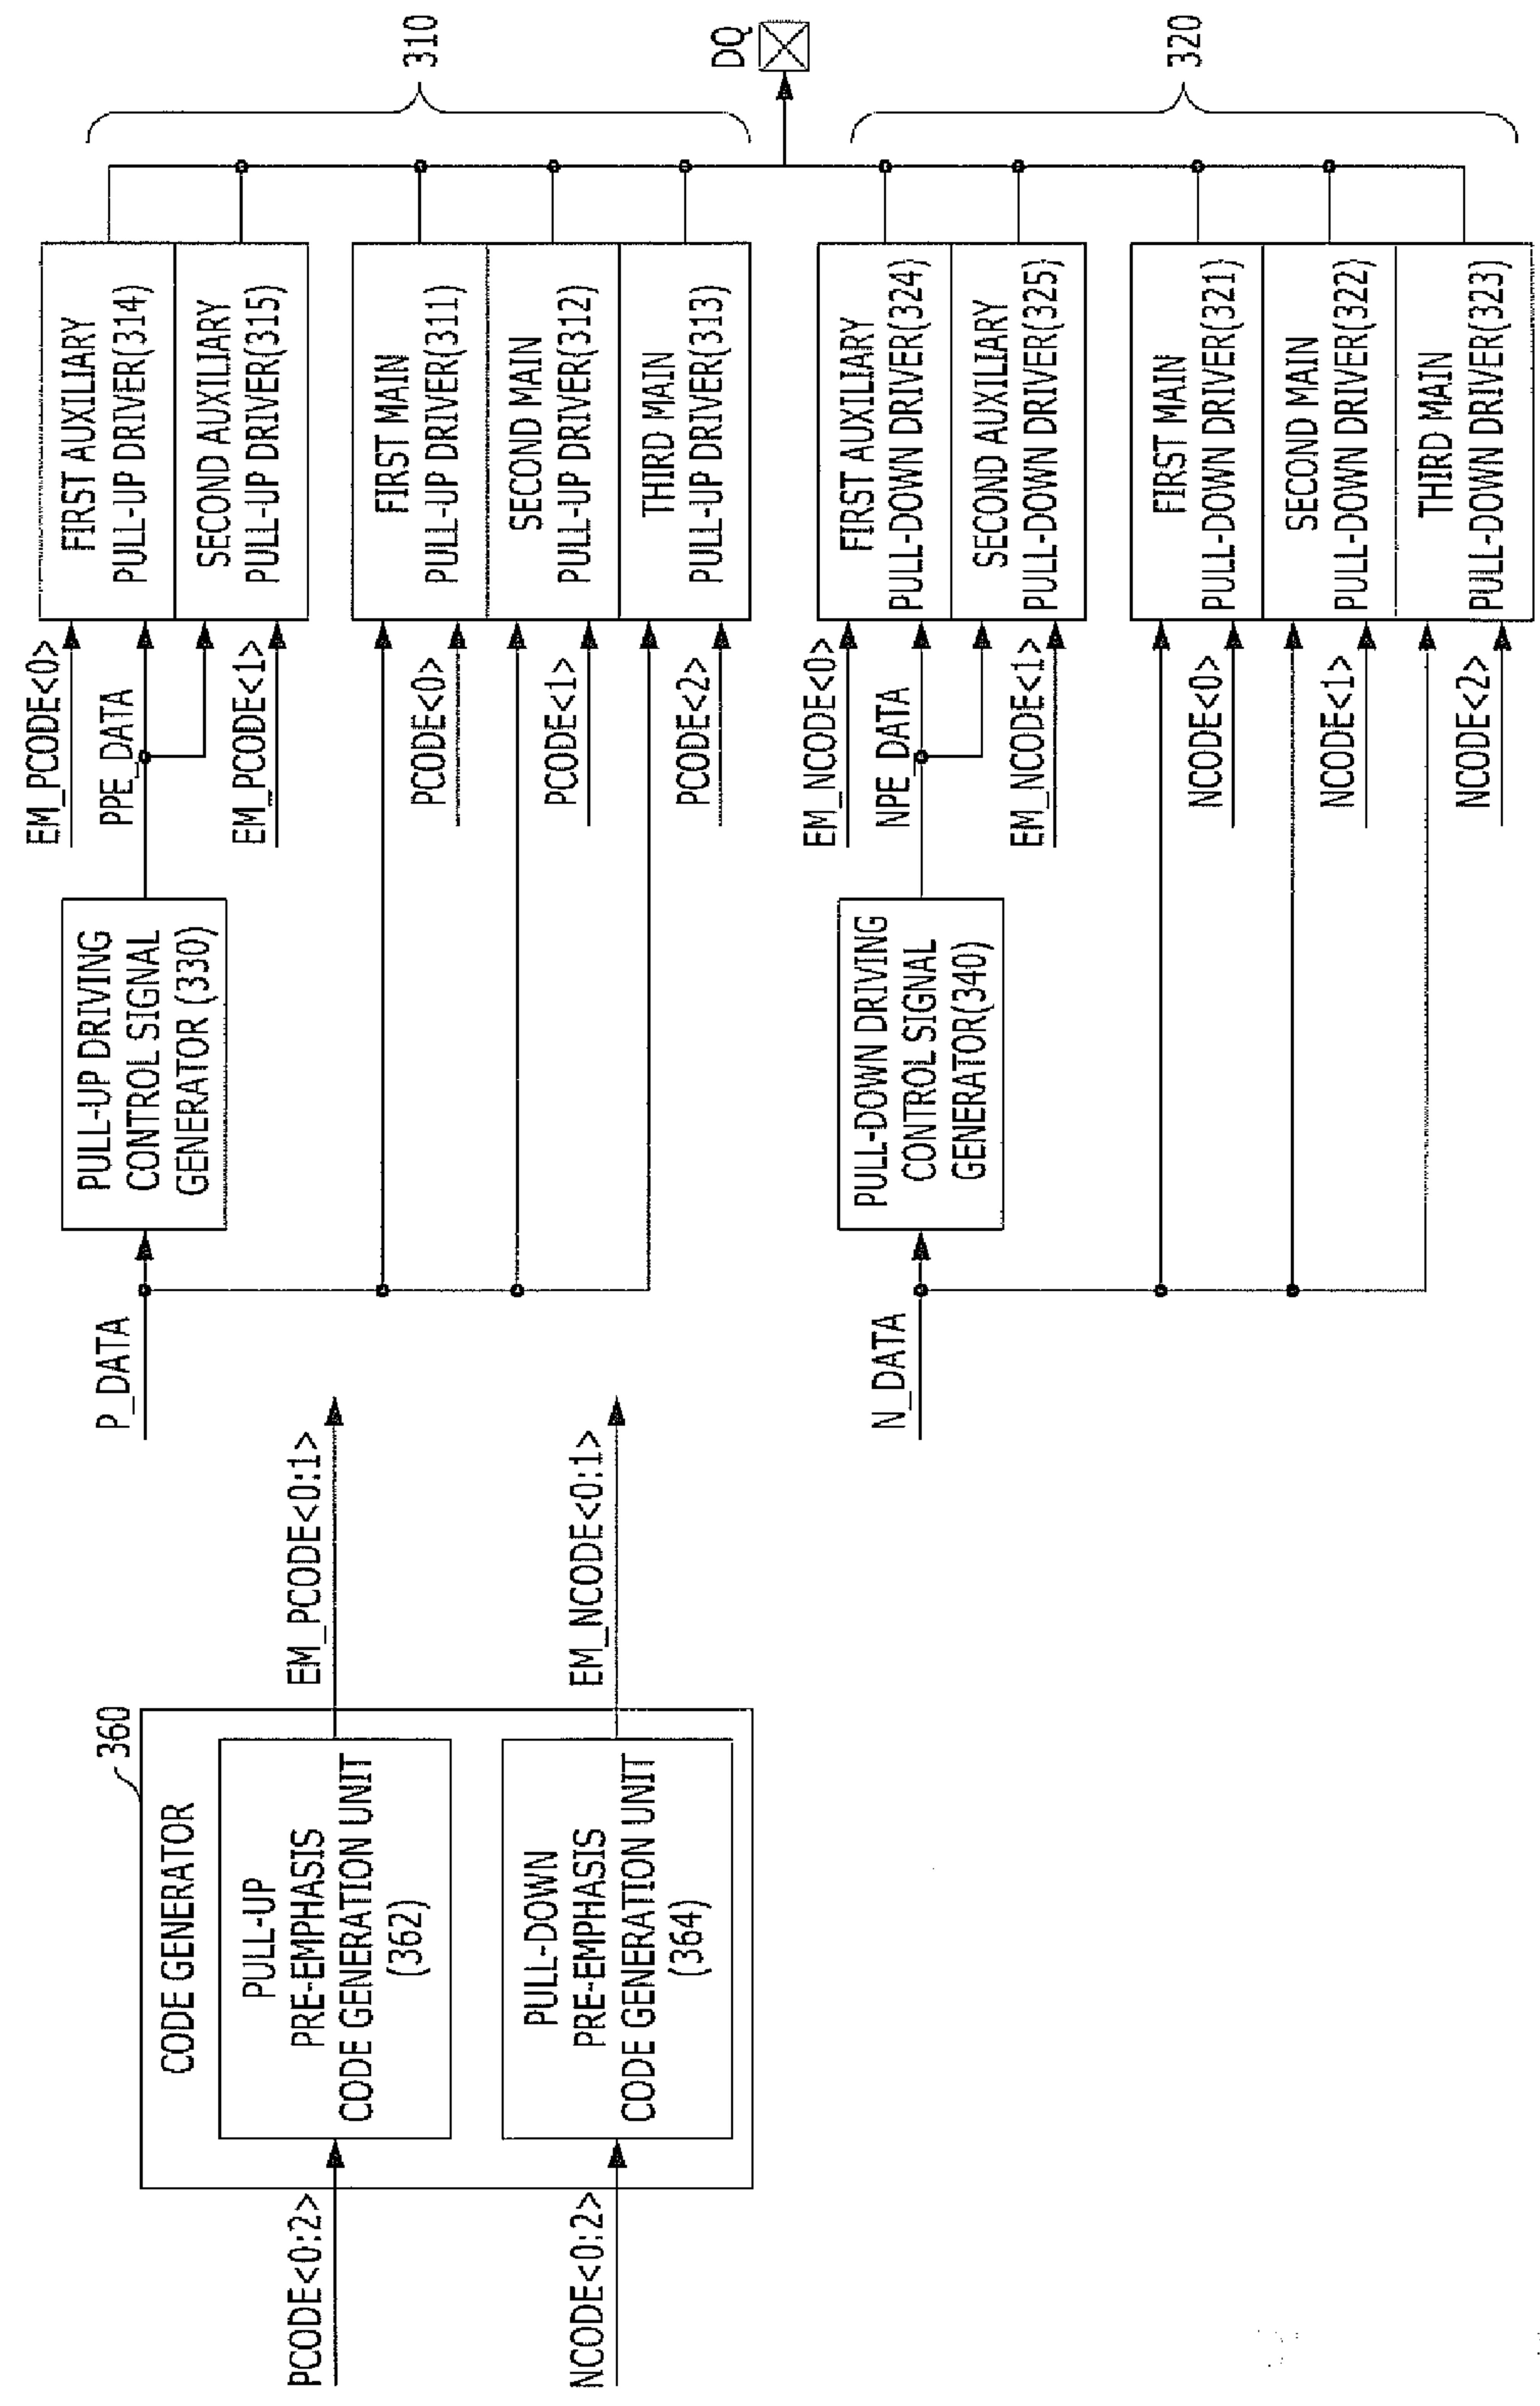 360
CODE GENERATOR
PCODE<0:2>
PULL-UP
PRE-EMPHASIS
CODE GENERATION UNIT
(362)
EM_PCODE<0:1>
NCODE<0:2>
PULL-DOWN
PRE-EMPHASIS
CODE GENERATION UNIT
(364)
EM_NCODE<0:1>
P_DATA
PULL-UP DRIVING
CONTROL SIGNAL
GENERATOR (330)
EM_PCODE<0>
PPE_DATA
EM_PCODE<1>
FIRST AUXILIARY
PULL-UP DRIVER(314)
SECOND AUXILIARY
PULL-UP DRIVER(315)
PCODE<0>
PCODE<1>
PCODE<2>
FIRST MAIN
PULL-UP DRIVER(311)
SECOND MAIN
PULL-UP DRIVER(312)
THIRD MAIN
PULL-UP DRIVER(313)
310
DQ
N_DATA
PULL-DOWN DRIVING
CONTROL SIGNAL
GENERATOR(340)
EM_NCODE<0>
NPE_DATA
EM_NCODE<1>
FIRST AUXILIARY
PULL-DOWN DRIVER(324)
SECOND AUXILIARY
PULL-DOWN DRIVER(325)
NCODE<0>
NCODE<1>
NCODE<2>
FIRST MAIN
PULL-DOWN DRIVER(321)
SECOND MAIN
PULL-DOWN DRIVER(322)
THIRD MAIN
PULL-DOWN DRIVER(323)
320